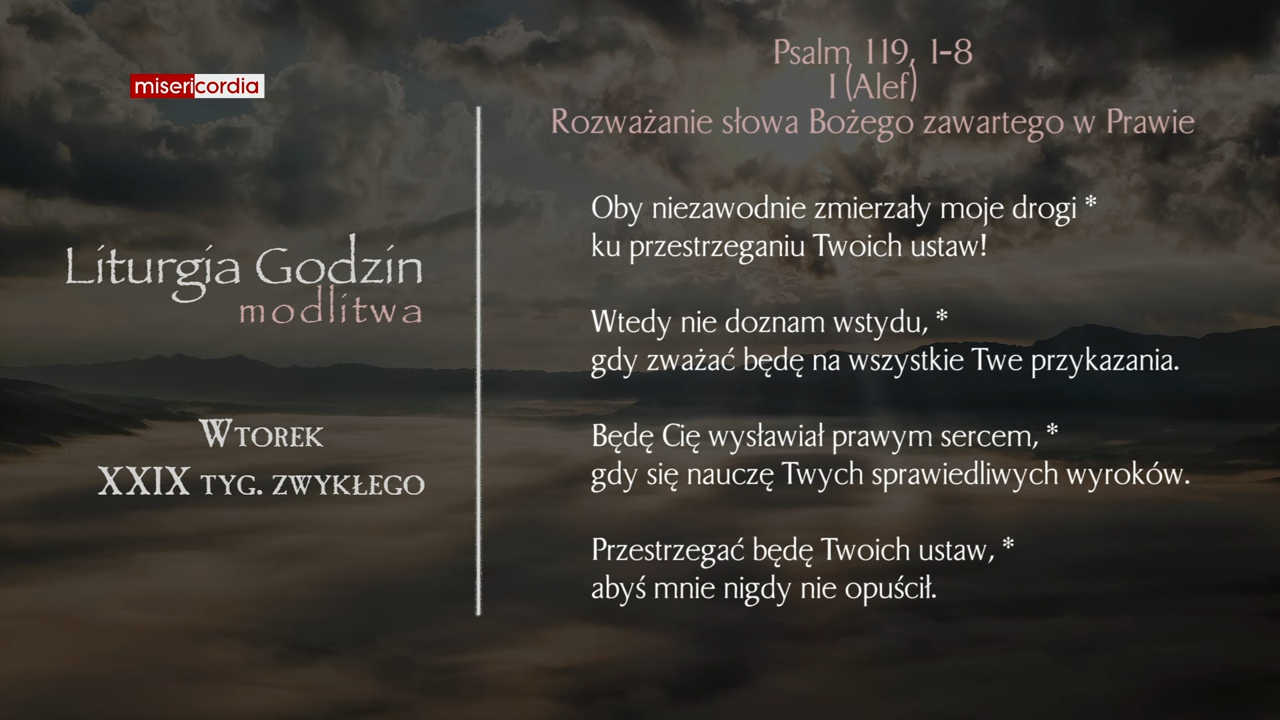 misericordia
Liturgia Godzin
modlitwa
Wtorek
XXIX tyg. zwykłego
Psalm 119, 1-8
I (Alef)
Rozważanie słowa Bożego zawartego w Prawie
Oby niezawodnie zmierzały moje drogi *
ku przestrzeganiu Twoich ustaw!
Wtedy nie doznam wstydu, *
gdy zważać będę na wszystkie Twe przykazania.
Będę Cię wysławiał prawym sercem, *
gdy się nauczę Twych sprawiedliwych wyroków.
Przestrzegać będę Twoich ustaw, *
abyś mnie nigdy nie opuścił.